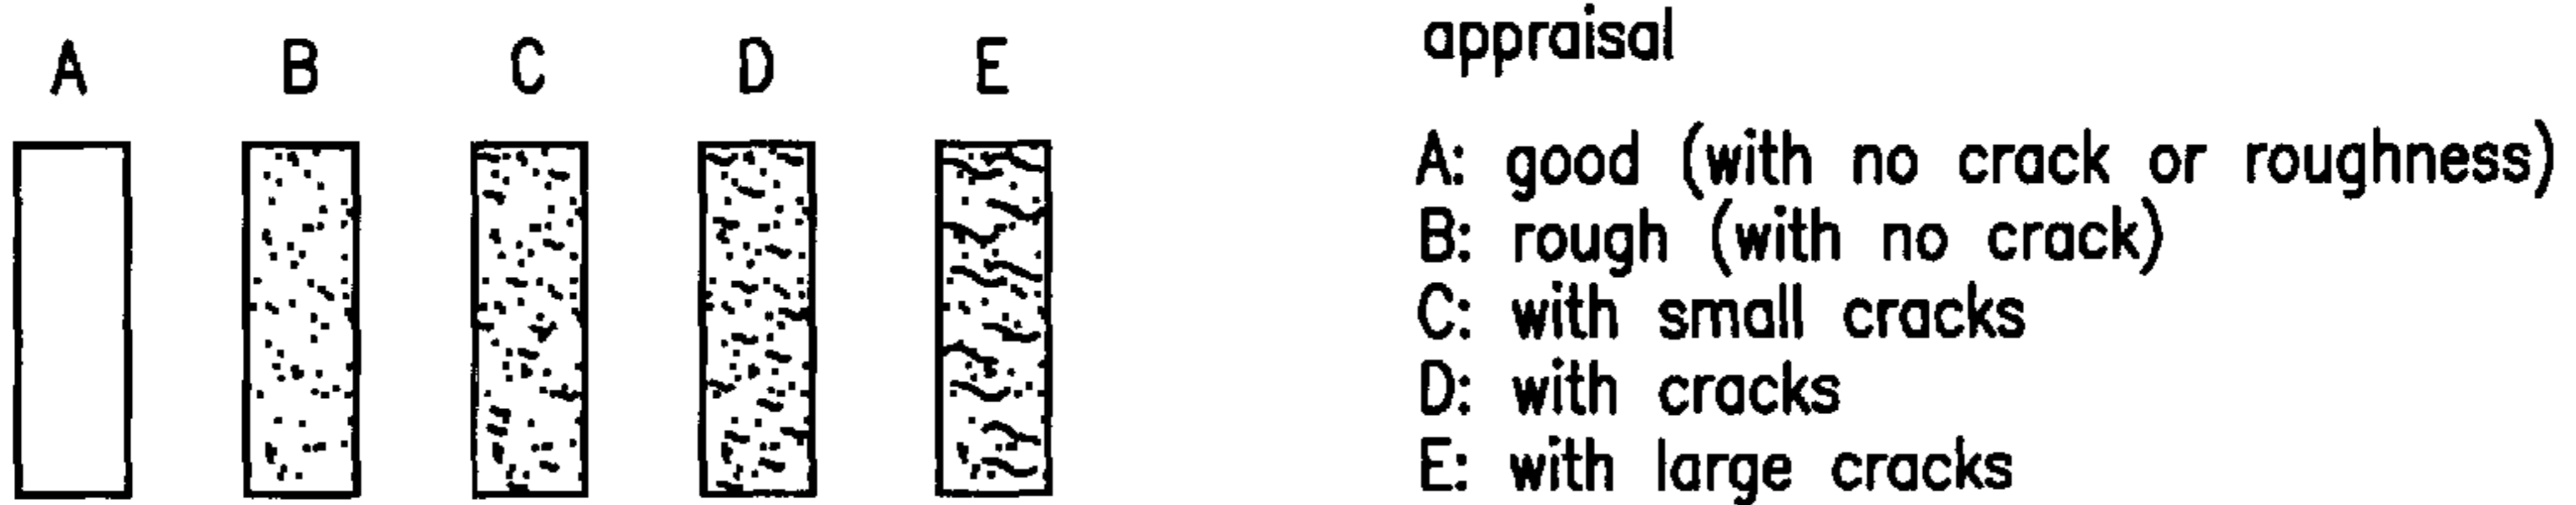 A B C D E
appraisal
A: good (with no crack or roughness)
B: rough (with no crack)
C: with small cracks
D: with cracks
E: with large cracks